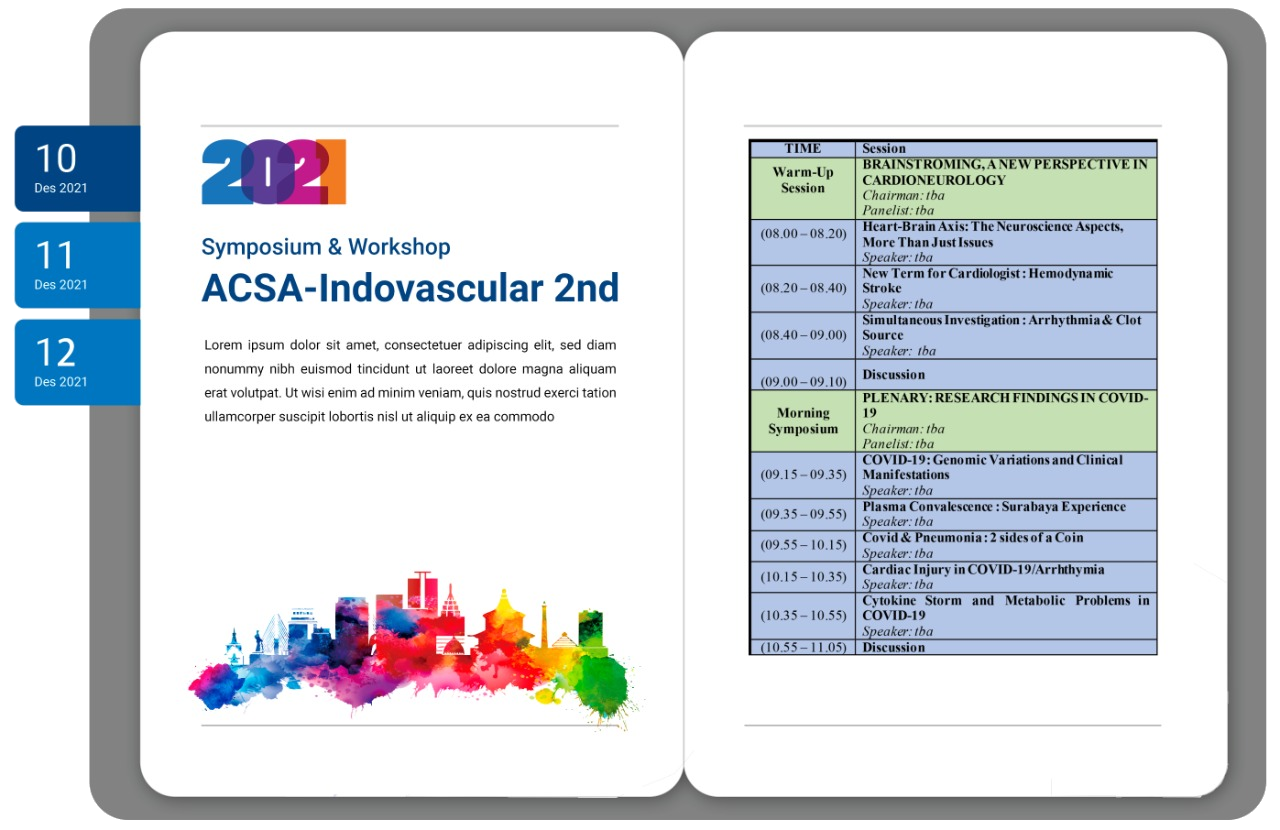 10
Des 2021
11
Des 2021
12
Des 2021
2021
Symposium & Workshop
ACSA-Indovascular 2nd
Lorem ipsum dolor sit amet, consectetuer adipiscing elit, sed diam
nonummy nibh euismod tincidunt ut laoreet dolore magna aliquam
erat volutpat. Ut wisi enim ad minim veniam, quis nostrud exerci tation
ullamcorper suscipit lobortis nisl ut aliquip ex ea commodo
TIME Session
Warm-Up
Session
BRAINSTROMING, A NEW PERSPECTIVE IN
CARDIONEUROLOGY
Chairman: tba
Panelist: tba
(08.00 – 08.20)
Heart-Brain Axis: The Neuroscience Aspects,
More Than Just Issues
Speaker: tba
(08.20 – 08.40)
New Term for Cardiologist : Hemodynamic
Stroke
Speaker: tba
(08.40 – 09.00)
Simultaneous Investigation : Arrhythmia & Clot
Source
Speaker: tba
(09.00 – 09.10)
Discussion
Morning
Symposium
PLENARY: RESEARCH FINDINGS IN COVID-
19
Chairman: tba
Panelist: tba
(09.15 – 09.35)
COVID-19: Genomic Variations and Clinical
Manifestations
Speaker: tba
(09.35 – 09.55)
Plasma Convalescence : Surabaya Experience
Speaker: tba
(09.55 – 10.15)
Covid & Pneumonia : 2 sides of a Coin
Speaker: tba
(10.15 – 10.35)
Cardiac Injury in COVID-19/Arrhthymia
Speaker: tba
(10.35 – 10.55)
Cytokine Storm and Metabolic Problems in
COVID-19
Speaker: tba
(10.55 – 11.05) Discussion